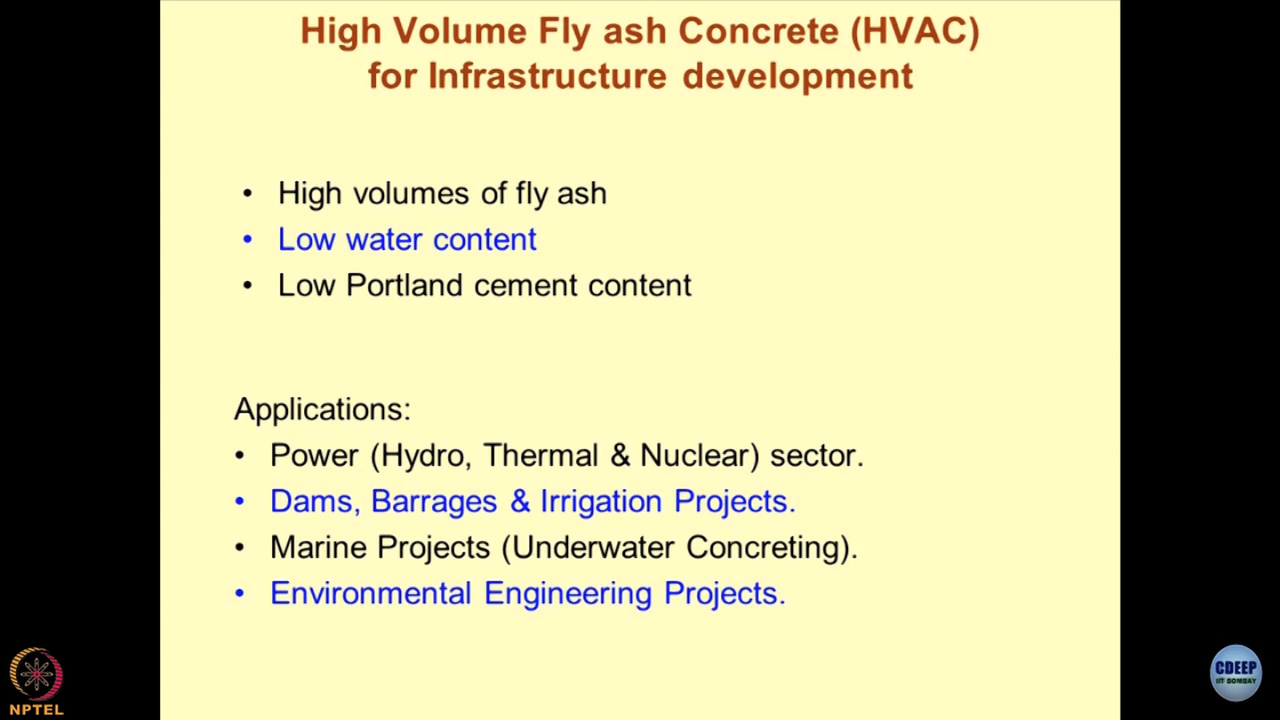 High Volume Fly ash Concrete (HVAC)
for Infrastructure development
• High volumes of fly ash
• Low water content
• Low Portland cement content
Applications:
• Power (Hydro, Thermal & Nuclear) sector.
• Dams, Barrages & Irrigation Projects.
• Marine Projects (Underwater Concreting).
• Environmental Engineering Projects.
NPTEL
CDEEP
IIT BOMBAY